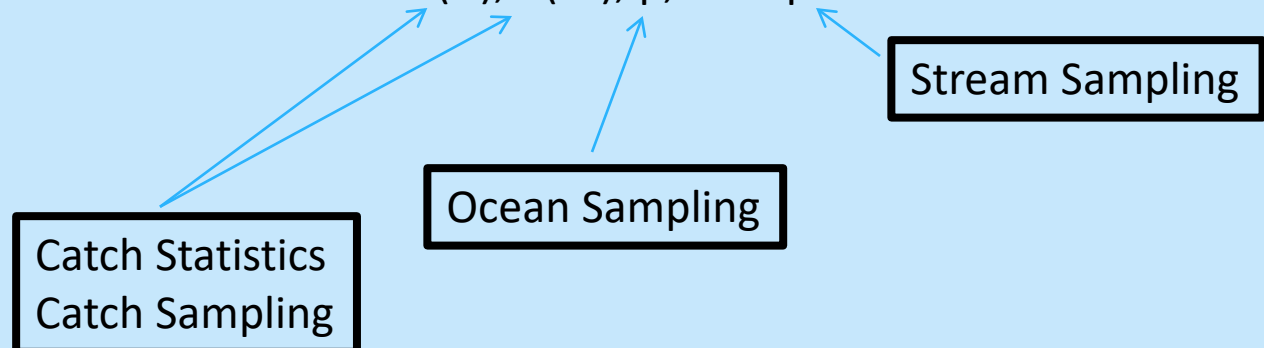 Stream Sampling
Ocean Sampling
Catch Statistics
Catch Sampling